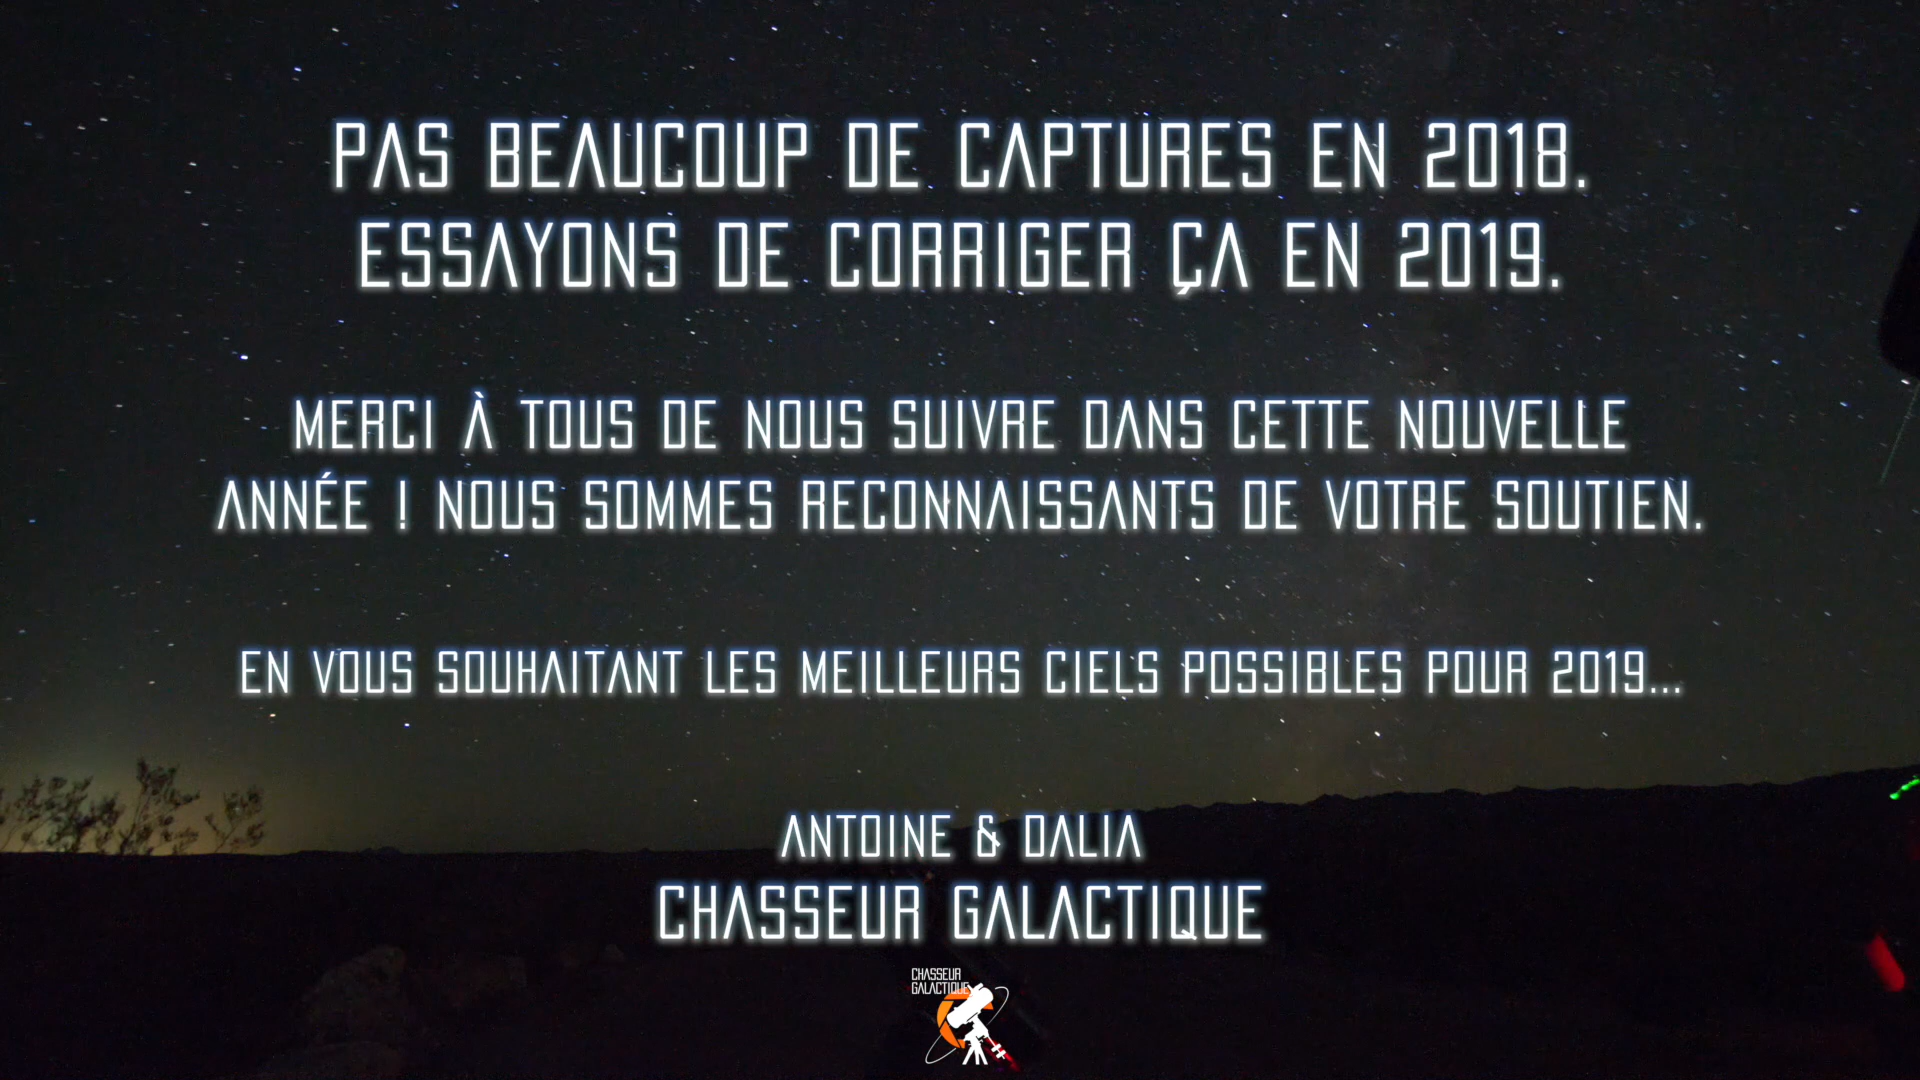 PAS BEAUCOUP DE CAPTURES EN 2018.
ESSAYONS DE CORRIGER ÇA EN 2019.
MERCI À TOUS DE NOUS SUIVRE DANS CETTE NOUVELLE
ANNÉE ! NOUS SOMMES RECONNAISSANTS DE VOTRE SOUTIEN.
EN VOUS SOUHAITANT LES MEILLEURS CIELS POSSIBLES POUR 2019...
ANTOINE & DALIA
CHASSEUR GALACTIQUE
CHASSEUR
GALACTIQUE